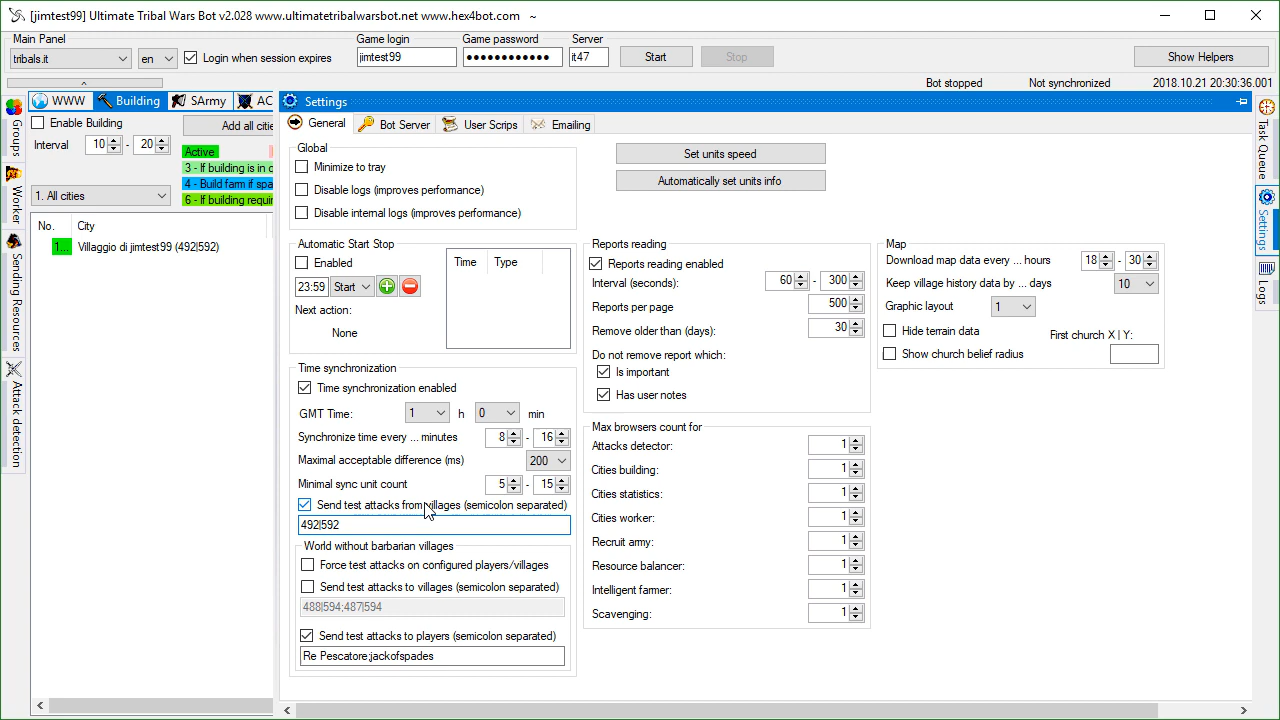 [jimtest99] Ultimate Tribal Wars Bot v2.028 www.ultimatetribalwarsbot.net www.hex4bot.com ~
Main Panel
Game login
Game password
Server
tribals.it
en
Login when session expires
jimtest99
●●●●●●●●●●●●
it47
Start
Stop
Show Helpers
Bot stopped
Not synchronized
2018.10.21 20:30:36.001
Groups
Worker
Sending Resources
Attack detection
WWW
Building
SArmy
AC
Enable Building
Add all citie
Interval
10 - 20
Active
3 - If building is in c
4 - Build farm if spa
6 - If building requir
1. All cities
No.
City
1...
Villaggio di jimtest99 (492|592)
Settings
General
Bot Server
User Scrips
Emailing
Global
Minimize to tray
Disable logs (improves performance)
Disable internal logs (improves performance)
Set units speed
Automatically set units info
Automatic Start Stop
Enabled
23:59
Start
Next action:
None
Time
Type
Time synchronization
Time synchronization enabled
GMT Time:
1
h
0
min
Synchronize time every ... minutes
8 - 16
Maximal acceptable difference (ms)
200
Minimal sync unit count
5 - 15
Send test attacks from villages (semicolon separated)
492|592
World without barbarian villages
Force test attacks on configured players/villages
Send test attacks to villages (semicolon separated)
488|594;487|594
Send test attacks to players (semicolon separated)
Re Pescatore;jackofspades
Reports reading
Reports reading enabled
Interval (seconds):
60 - 300
Reports per page
500
Remove older than (days):
30
Do not remove report which:
Is important
Has user notes
Max browsers count for
Attacks detector:
1
Cities building:
1
Cities statistics:
1
Cities worker:
1
Recruit army:
1
Resource balancer:
1
Intelligent farmer:
1
Scavenging:
1
Map
Download map data every ... hours
18 - 30
Keep village history data by ... days
10
Graphic layout
1
Hide terrain data
First church X | Y:
Show church belief radius
Task Queue
Settings
Logs